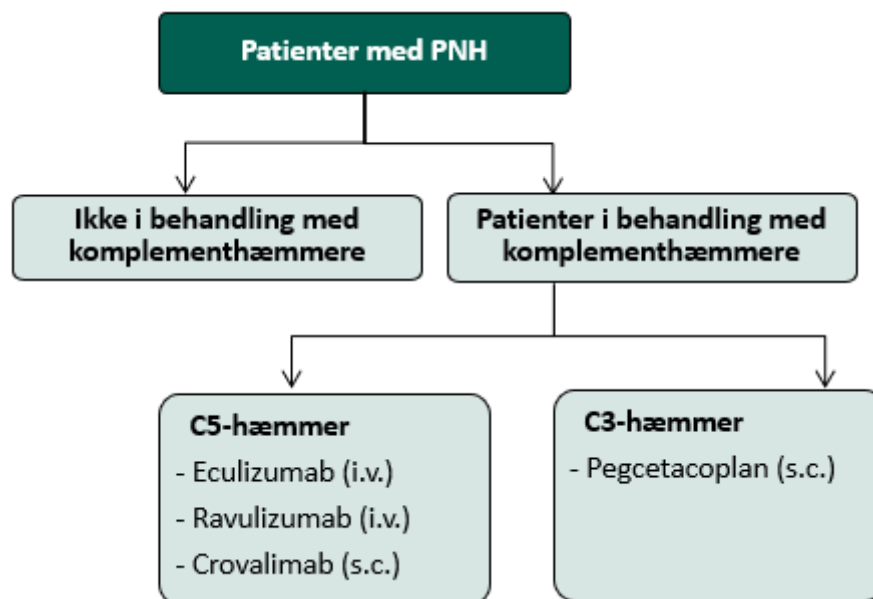 Patienter med PNH
Ikke i behandling med
komplementhæmmere
Patienter i behandling med
komplementhæmmere
C5-hæmmer
- Eculizumab (i.v.)
- Ravulizumab (i.v.)
- Crovalimab (s.c.)
C3-hæmmer
- Pegcetacoplan (s.c.)